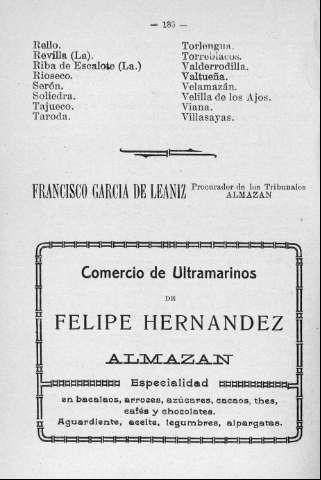 — 185 —
Rello.
Revilla (La).
Riba de Escalote (La.)
Rioseco.
Serón.
Soliedra.
Tajueco.
Taroda.
Torlengua.
Torreblacos.
Valderrodilla.
Valtueña.
Velamazán.
Velilla de los Ajos.
Viana.
Villasayas.
FRANCISCO GARCIA DE LEANIZ Procurador de los Tribunales
ALMAZAN
Comercio de Ultramarinos
DE
FELIPE HERNANDEZ
ALMAZAN
Especialidad
en bacalaos, arroces, azúcares, cacaos, thes,
cafés y chocolates.
Aguardiente, aceite, legumbres, alpargatas.